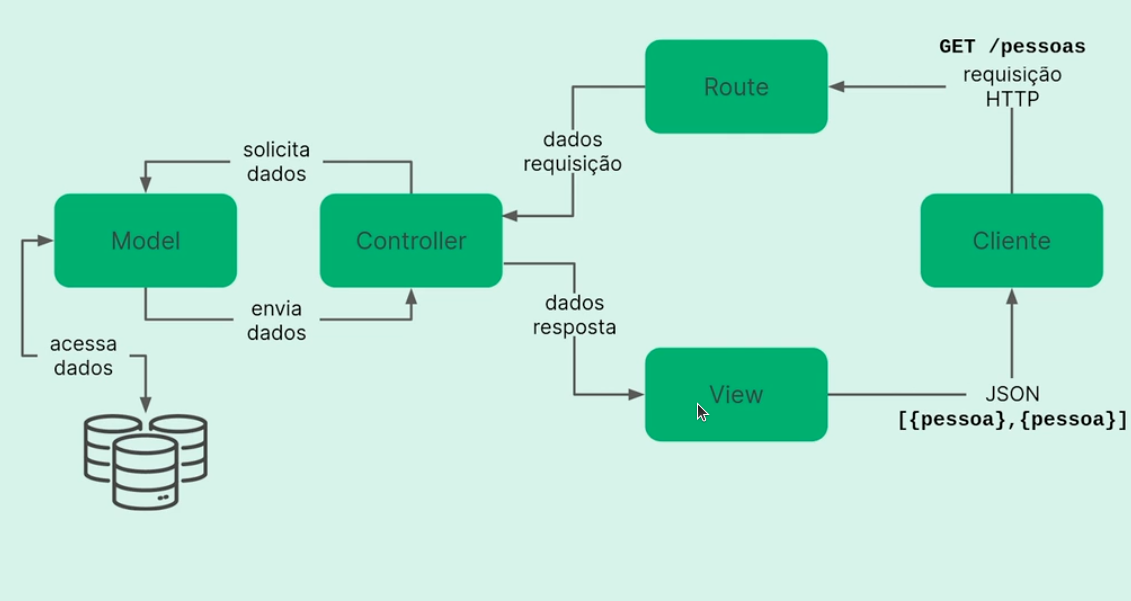 GET /pessoas
requisição
HTTP
Route
dados
requisição
solicita
dados
Model
Controller
Cliente
envia
dados
dados
resposta
acessa
dados
View
JSON
[{pessoa},{pessoa}]